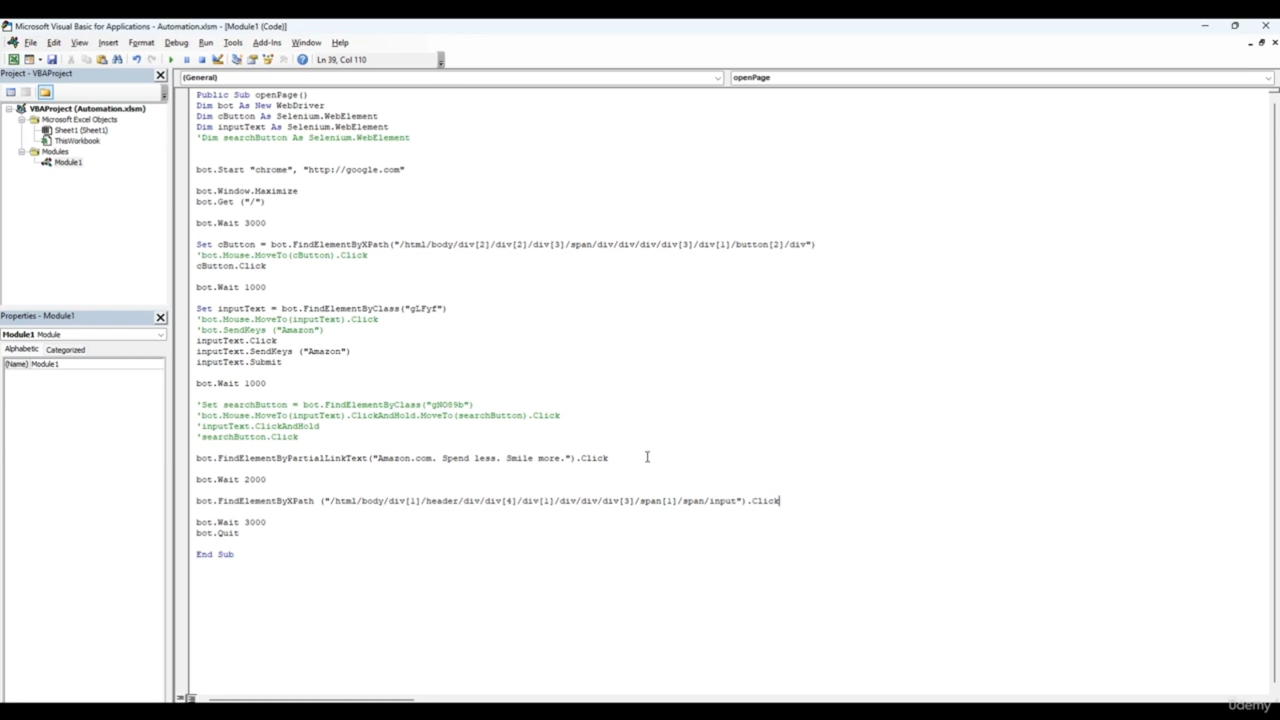 Microsoft Visual Basic for Applications - Automation.xlsm - [Module1 (Code)]
File Edit View Insert Format Debug Run Tools Add-Ins Window Help
Ln 39, Col 110
Project - VBAProject
(General) openPage
VBAProject (Automation.xlsm)
Microsoft Excel Objects
Sheet1 (Sheet1)
ThisWorkbook
Modules
Module1
Properties - Module1
Module1 Module
Alphabetic Categorized
(Name) Module1
Public Sub openPage()
Dim bot As New WebDriver
Dim cButton As Selenium.WebElement
Dim inputText As Selenium.WebElement
'Dim searchButton As Selenium.WebElement
bot.Start "chrome", "http://google.com"
bot.Window.Maximize
bot.Get ("/")
bot.Wait 3000
Set cButton = bot.FindElementByXPath("/html/body/div[2]/div[2]/div[3]/span/div/div/div/div[3]/div[1]/button[2]/div")
'bot.Mouse.MoveTo(cButton).Click
cButton.Click
bot.Wait 1000
Set inputText = bot.FindElementByClass("gLFyf")
'bot.Mouse.MoveTo(inputText).Click
'bot.SendKeys ("Amazon")
inputText.Click
inputText.SendKeys ("Amazon")
inputText.Submit
bot.Wait 1000
'Set searchButton = bot.FindElementByClass("gNO89b")
'bot.Mouse.MoveTo(inputText).ClickAndHold.MoveTo(searchButton).Click
'inputText.ClickAndHold
'searchButton.Click
bot.FindElementByPartialLinkText("Amazon.com. Spend less. Smile more.").Click
bot.Wait 2000
bot.FindElementByXPath ("/html/body/div[1]/header/div/div[4]/div[1]/div/div/div[3]/span[1]/span/input").Click
bot.Wait 3000
bot.Quit
End Sub
ûdemy